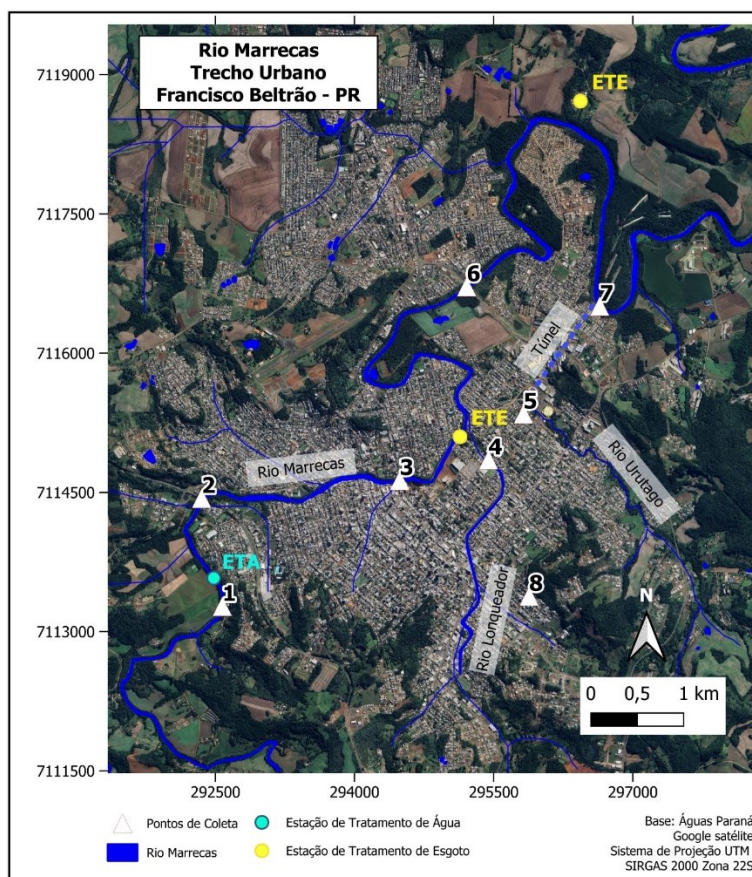 Rio Marrecas
Trecho Urbano
Francisco Beltrão - PR
ETE
7119000
7117500
7116000
7114500
7113000
7111500
6
7
Túnel
5
ETE
4
Rio Marrecas
3
2
Rio Urutago
ETA
1
8
Rio Lonqueador
N
0 0,5 1 km
292500 294000 295500 297000
Pontos de Coleta
Estação de Tratamento de Água
Rio Marrecas
Estação de Tratamento de Esgoto
Base: Águas Paraná
Google satélite
Sistema de Projeção UTM
SIRGAS 2000 Zona 22S